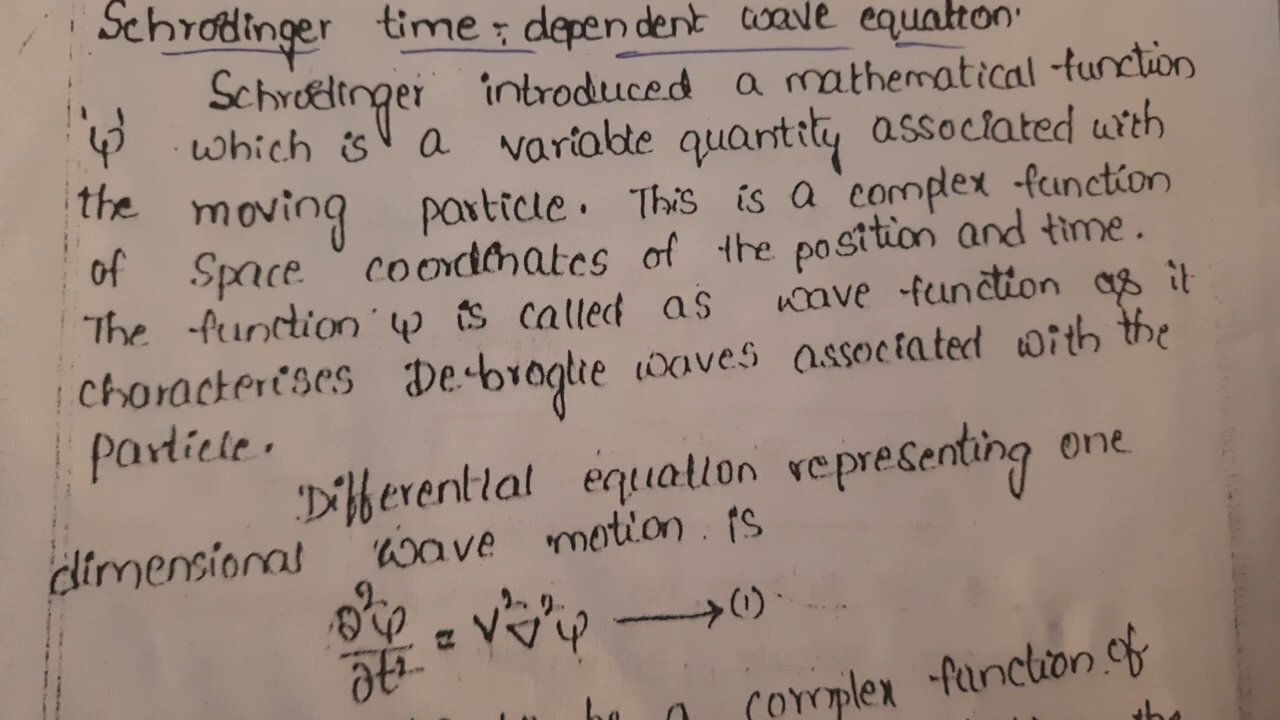 Schrodinger time - dependent wave equation.
Schrodinger introduced a mathematical function
'ψ' which is a variable quantity associated with
the moving particle. This is a complex function
of Space coordinates of the position and time.
The function 'ψ is called as wave function as it
characterises De-broglie waves associated with the
particle.
Differential equation representing one
dimensional wave motion is
∂²ψ/∂t² = V²∇²ψ ⟶ (1)
be a complex function of
the